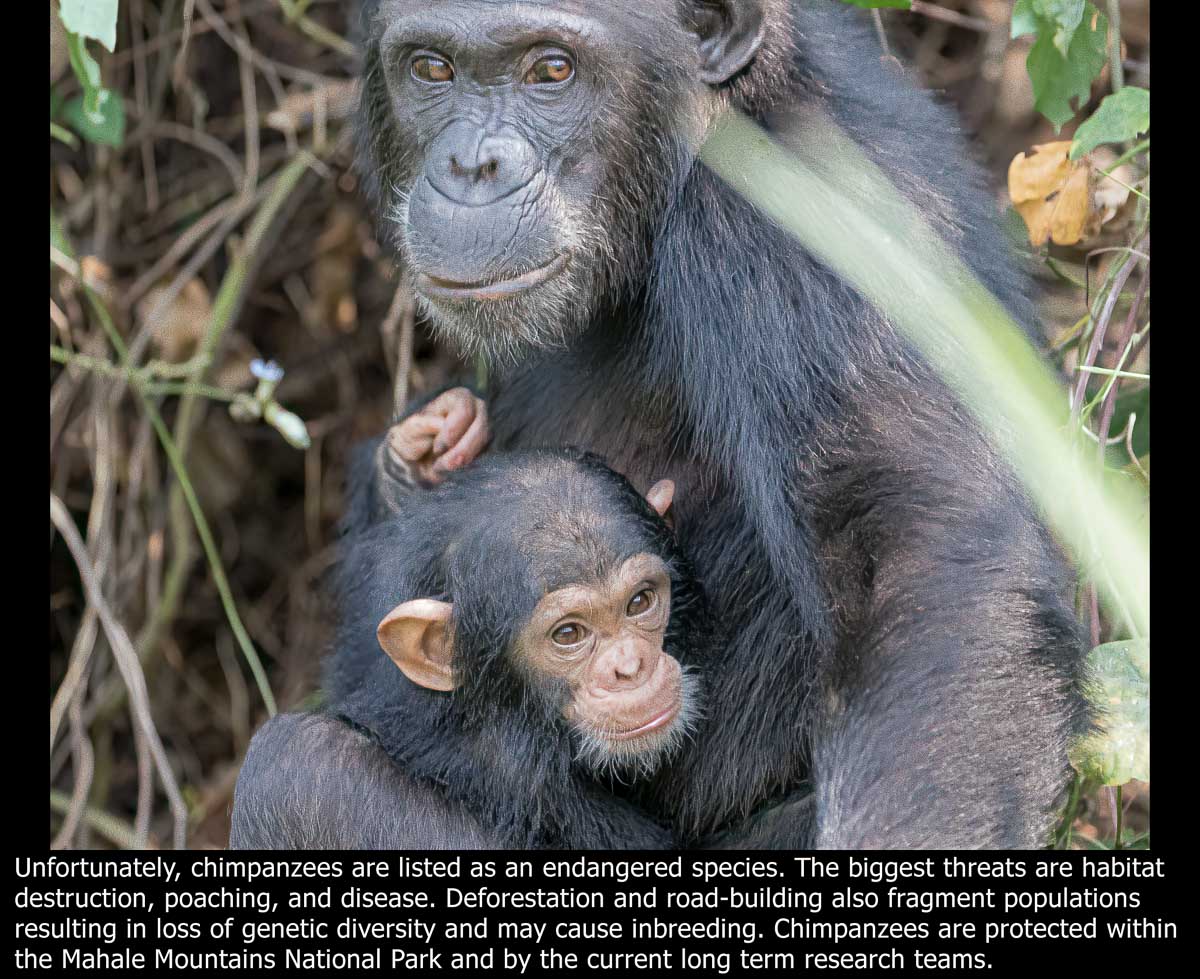 Unfortunately, chimpanzees are listed as an endangered species. The biggest threats are habitat
destruction, poaching, and disease. Deforestation and road-building also fragment populations
resulting in loss of genetic diversity and may cause inbreeding. Chimpanzees are protected within
the Mahale Mountains National Park and by the current long term research teams.